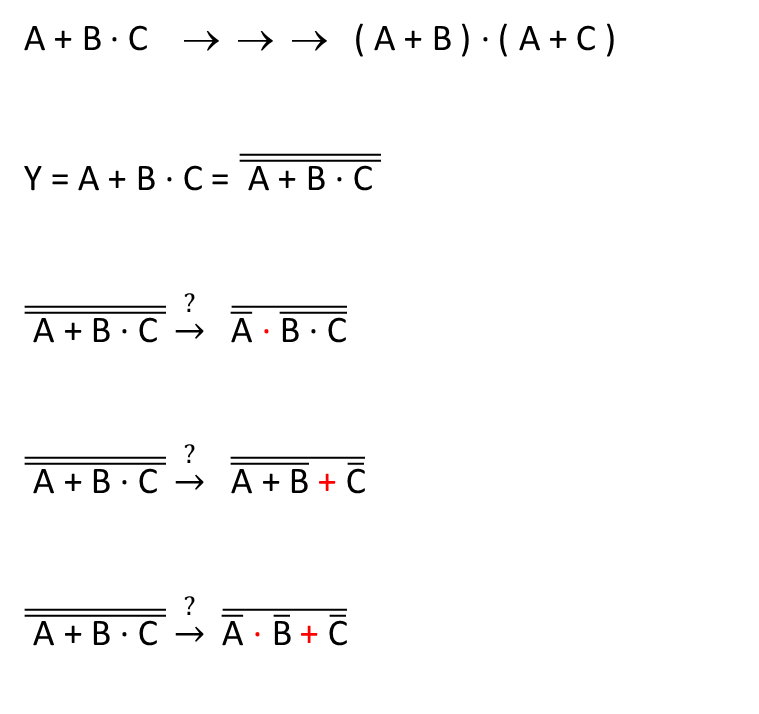 A + B · C → → → ( A + B ) · ( A + C )
Y = A + B · C = A + B · C
A + B · C ? → A · B · C
A + B · C ? → A + B + C
A + B · C ? → A · B + C